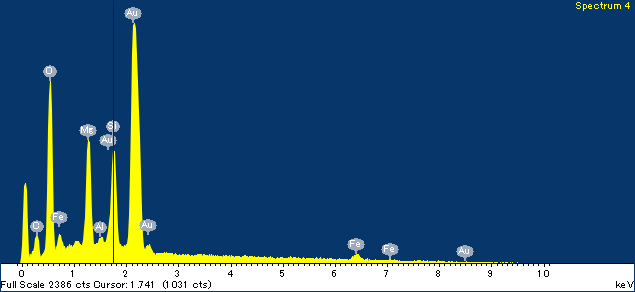 Spectrum 4
Au
O
Si
Mg
Au
Fe
C
Al
Au
Fe
Fe
Au
0 1 2 3 4 5 6 7 8 9 10
Full Scale 2386 cts Cursor: 1.741 (1031 cts) keV